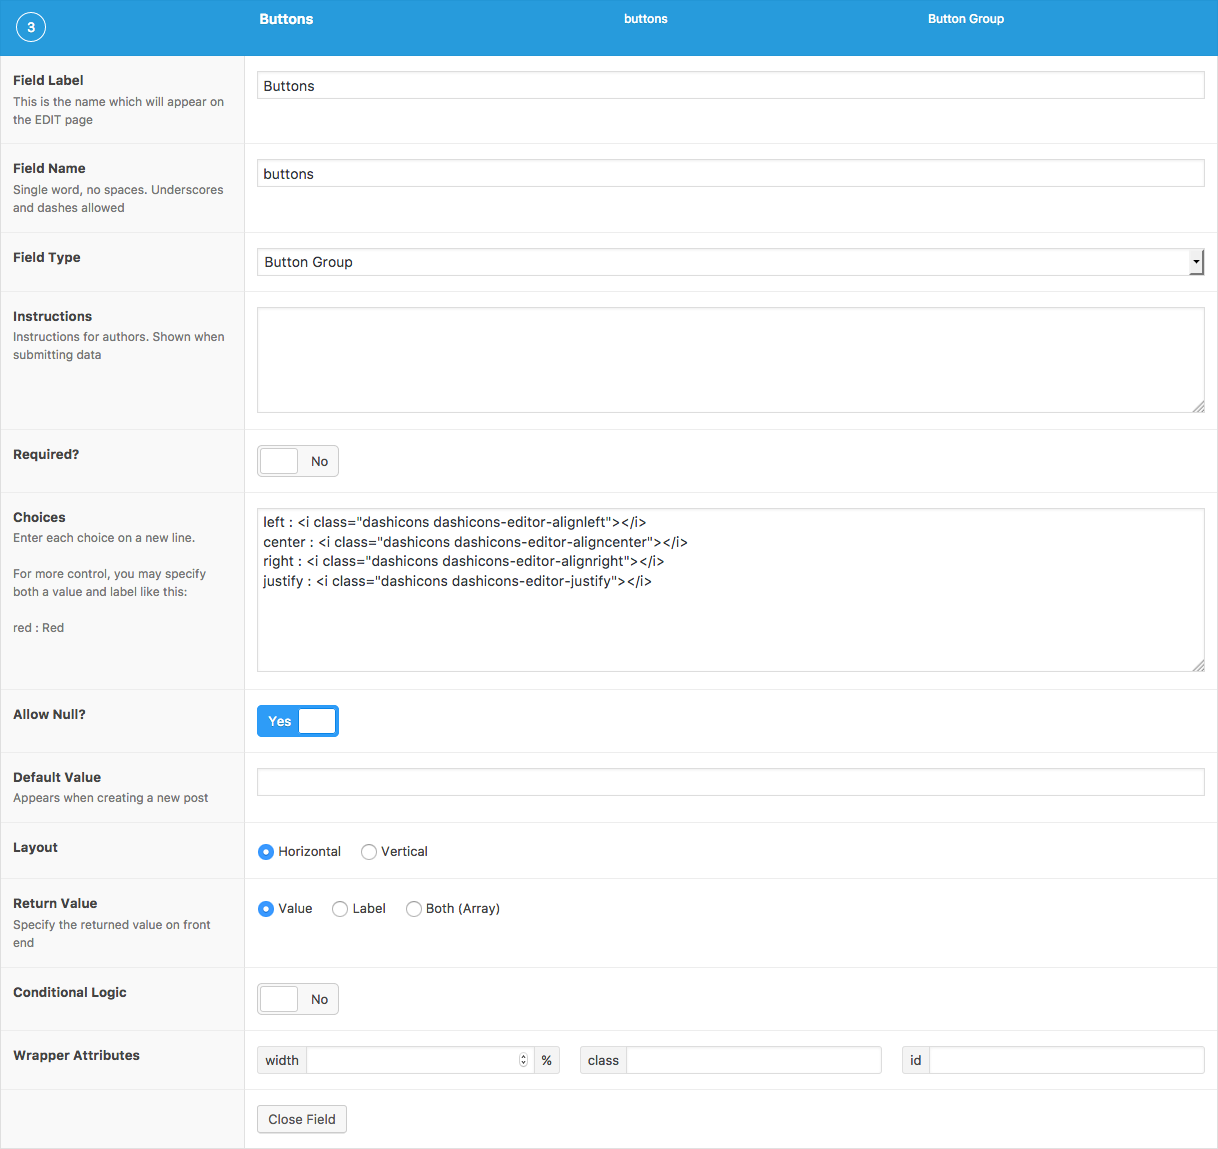 3 Buttons buttons Button Group
Field Label
This is the name which will appear on
the EDIT page
Buttons
Field Name
Single word, no spaces. Underscores
and dashes allowed
buttons
Field Type
Button Group
Instructions
Instructions for authors. Shown when
submitting data
Required?
No
Choices
Enter each choice on a new line.
For more control, you may specify
both a value and label like this:
red : Red
left : <i class="dashicons dashicons-editor-alignleft"></i>
center : <i class="dashicons dashicons-editor-aligncenter"></i>
right : <i class="dashicons dashicons-editor-alignright"></i>
justify : <i class="dashicons dashicons-editor-justify"></i>
Allow Null?
Yes
Default Value
Appears when creating a new post
Layout
Horizontal Vertical
Return Value
Specify the returned value on front
end
Value Label Both (Array)
Conditional Logic
No
Wrapper Attributes
width % class id
Close Field